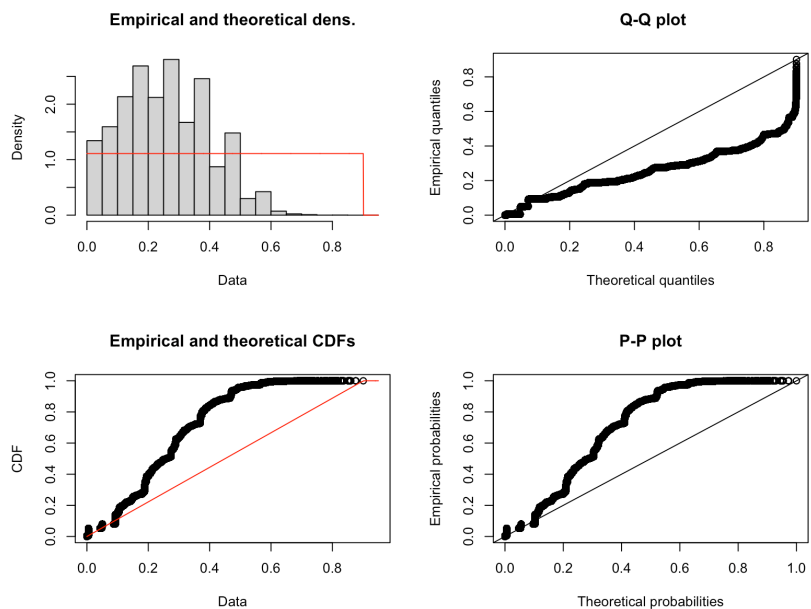 Empirical and theoretical dens.
Density
0.0 1.0 2.0
0.0 0.2 0.4 0.6 0.8
Data
Q-Q plot
Empirical quantiles
0.0 0.2 0.4 0.6 0.8
0.0 0.2 0.4 0.6 0.8
Theoretical quantiles
Empirical and theoretical CDFs
CDF
0.0 0.2 0.4 0.6 0.8 1.0
0.0 0.2 0.4 0.6 0.8
Data
P-P plot
Empirical probabilities
0.0 0.2 0.4 0.6 0.8 1.0
0.0 0.2 0.4 0.6 0.8 1.0
Theoretical probabilities